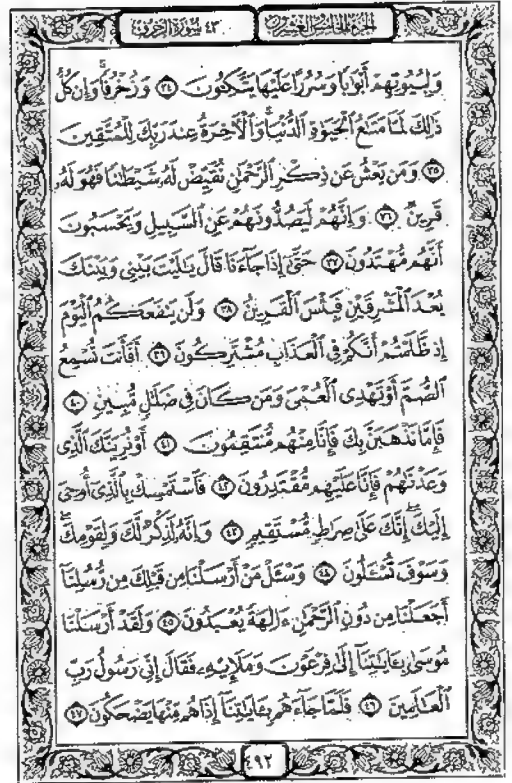 الجزء الخامس والعشرون ٤٣ سورة الزخرف
وَلِبُيُوتِهِمْ أَبْوَابًا وَسُرُرًا عَلَيْهَا يَتَّكِـُٔونَ ٣٤ وَزُخْرُفًا وَإِن كُلُّ
ذَٰلِكَ لَمَّا مَتَـٰعُ ٱلْحَيَوٰةِ ٱلدُّنْيَا وَٱلْـَٔاخِرَةُ عِندَ رَبِّكَ لِلْمُتَّقِينَ
٣٥ وَمَن يَعْشُ عَن ذِكْرِ ٱلرَّحْمَـٰنِ نُقَيِّضْ لَهُۥ شَيْطَـٰنًا فَهُوَ لَهُۥ
قَرِينٌ ٣٦ وَإِنَّهُمْ لَيَصُدُّونَهُمْ عَنِ ٱلسَّبِيلِ وَيَحْسَبُونَ
أَنَّهُم مُّهْتَدُونَ ٣٧ حَتَّىٰٓ إِذَا جَآءَنَا قَالَ يَـٰلَيْتَ بَيْنِى وَبَيْنَكَ
بُعْدَ ٱلْمَشْرِقَيْنِ فَبِئْسَ ٱلْقَرِينُ ٣٨ وَلَن يَنفَعَكُمُ ٱلْيَوْمَ
إِذ ظَّلَمْتُمْ أَنَّكُمْ فِى ٱلْعَذَابِ مُشْتَرِكُونَ ٣٩ أَفَأَنتَ تُسْمِعُ
ٱلصُّمَّ أَوْ تَهْدِى ٱلْعُمْىَ وَمَن كَانَ فِى ضَلَـٰلٍ مُّبِينٍ ٤٠
فَإِمَّا نَذْهَبَنَّ بِكَ فَإِنَّا مِنْهُم مُّنتَقِمُونَ ٤١ أَوْ نُرِيَنَّكَ ٱلَّذِى
وَعَدْنَـٰهُمْ فَإِنَّا عَلَيْهِم مُّقْتَدِرُونَ ٤٢ فَٱسْتَمْسِكْ بِٱلَّذِىٓ أُوحِىَ
إِلَيْكَ ۖ إِنَّكَ عَلَىٰ صِرَٰطٍ مُّسْتَقِيمٍ ٤٣ وَإِنَّهُۥ لَذِكْرٌ لَّكَ وَلِقَوْمِكَ ۖ
وَسَوْفَ تُسْـَٔلُونَ ٤٤ وَسْـَٔلْ مَنْ أَرْسَلْنَا مِن قَبْلِكَ مِن رُّسُلِنَآ
أَجَعَلْنَا مِن دُونِ ٱلرَّحْمَـٰنِ ءَالِهَةً يُعْبَدُونَ ٤٥ وَلَقَدْ أَرْسَلْنَا
مُوسَىٰ بِـَٔايَـٰتِنَآ إِلَىٰ فِرْعَوْنَ وَمَلَإِي۟هِۦ فَقَالَ إِنِّى رَسُولُ رَبِّ
ٱلْعَـٰلَمِينَ ٤٦ فَلَمَّا جَآءَهُم بِـَٔايَـٰتِنَآ إِذَا هُم مِّنْهَا يَضْحَكُونَ ٤٧
٤٩٢